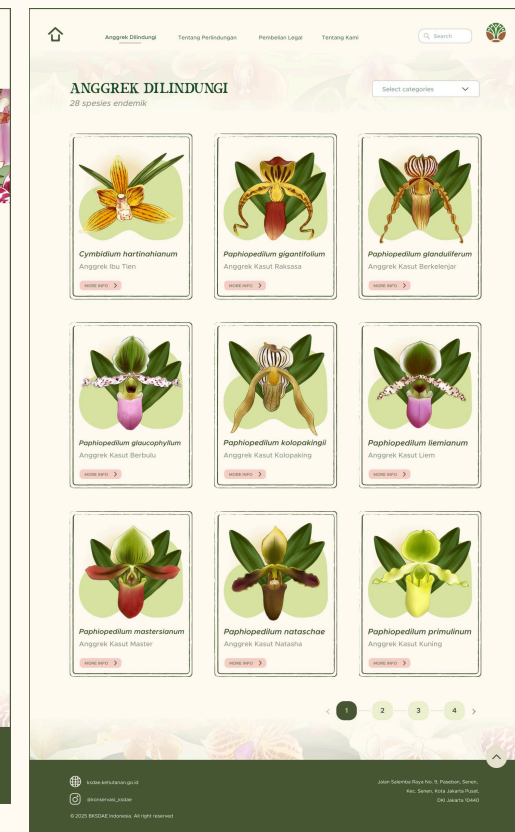 Anggrek Dilindungi
Tentang Perlindungan
Pembelian Legal
Tentang Kami
Search
ANGGREK DILINDUNGI
28 spesies endemik
Select categories
Cymbidium hartinahianum
Anggrek Ibu Tien
MORE INFO
Paphiopedilum gigantifolium
Anggrek Kasut Raksasa
MORE INFO
Paphiopedilum glanduliferum
Anggrek Kasut Berkelenjar
MORE INFO
Paphiopedilum glaucophyllum
Anggrek Kasut Berbulu
MORE INFO
Paphiopedilum kolopakingii
Anggrek Kasut Kolopaking
MORE INFO
Paphiopedilum liemianum
Anggrek Kasut Liem
MORE INFO
Paphiopedilum mastersianum
Anggrek Kasut Master
MORE INFO
Paphiopedilum nataschae
Anggrek Kasut Natasha
MORE INFO
Paphiopedilum primulinum
Anggrek Kasut Kuning
MORE INFO
1 2 3 4
ksdae.kehutanan.go.id
@konservasi_ksdae
© 2025 BKSDAE Indonesia. All right reserved
Jalan Salemba Raya No. 9, Paseban, Senen,
Kec. Senen, Kota Jakarta Pusat,
DKI Jakarta 10440